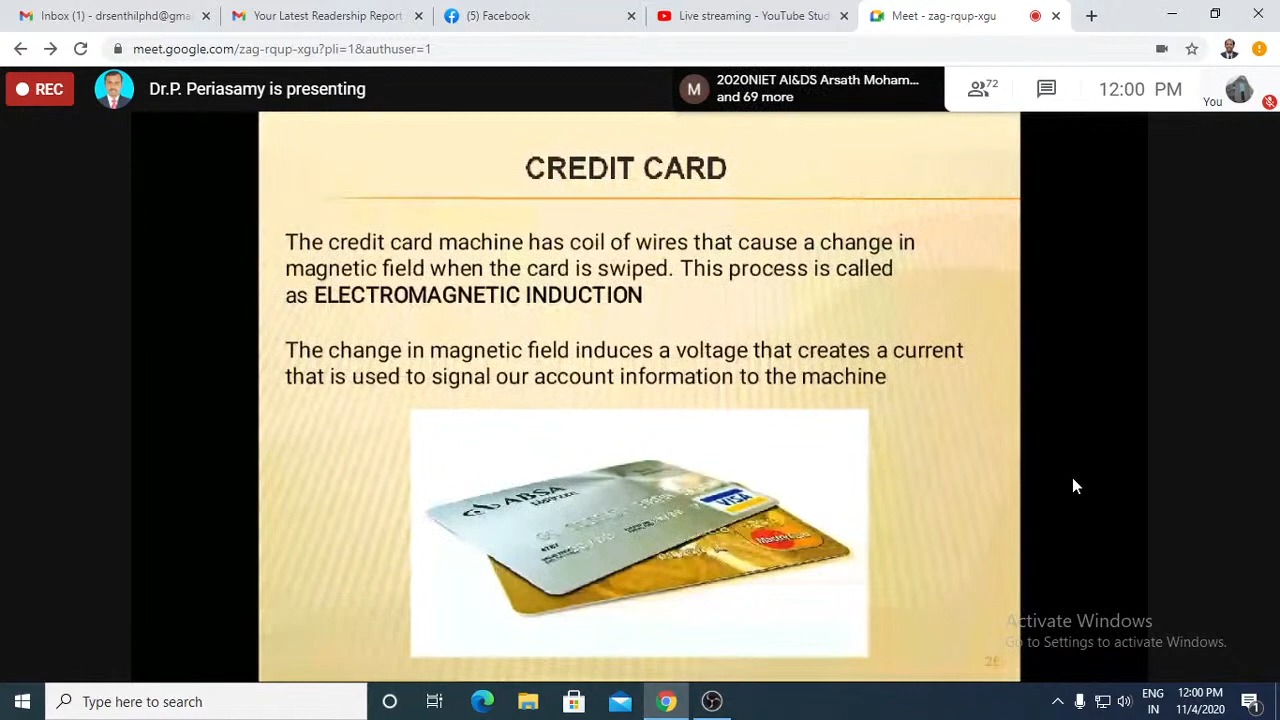 Inbox (1) - drsenthilphd@gmai
Your Latest Readership Report
(5) Facebook
Live streaming - YouTube Stud
Meet - zag-rqup-xgu
meet.google.com/zag-rqup-xgu?pli=1&authuser=1
REC
Dr.P. Periasamy is presenting
M
2020NIET AI&DS Arsath Moham...
and 69 more
72
12:00 PM
You
CREDIT CARD
The credit card machine has coil of wires that cause a change in
magnetic field when the card is swiped. This process is called
as ELECTROMAGNETIC INDUCTION
The change in magnetic field induces a voltage that creates a current
that is used to signal our account information to the machine
ABSA
VISA
MasterCard
4787
Activate Windows
Go to Settings to activate Windows.
26
Type here to search
ENG
IN
12:00 PM
11/4/2020
1